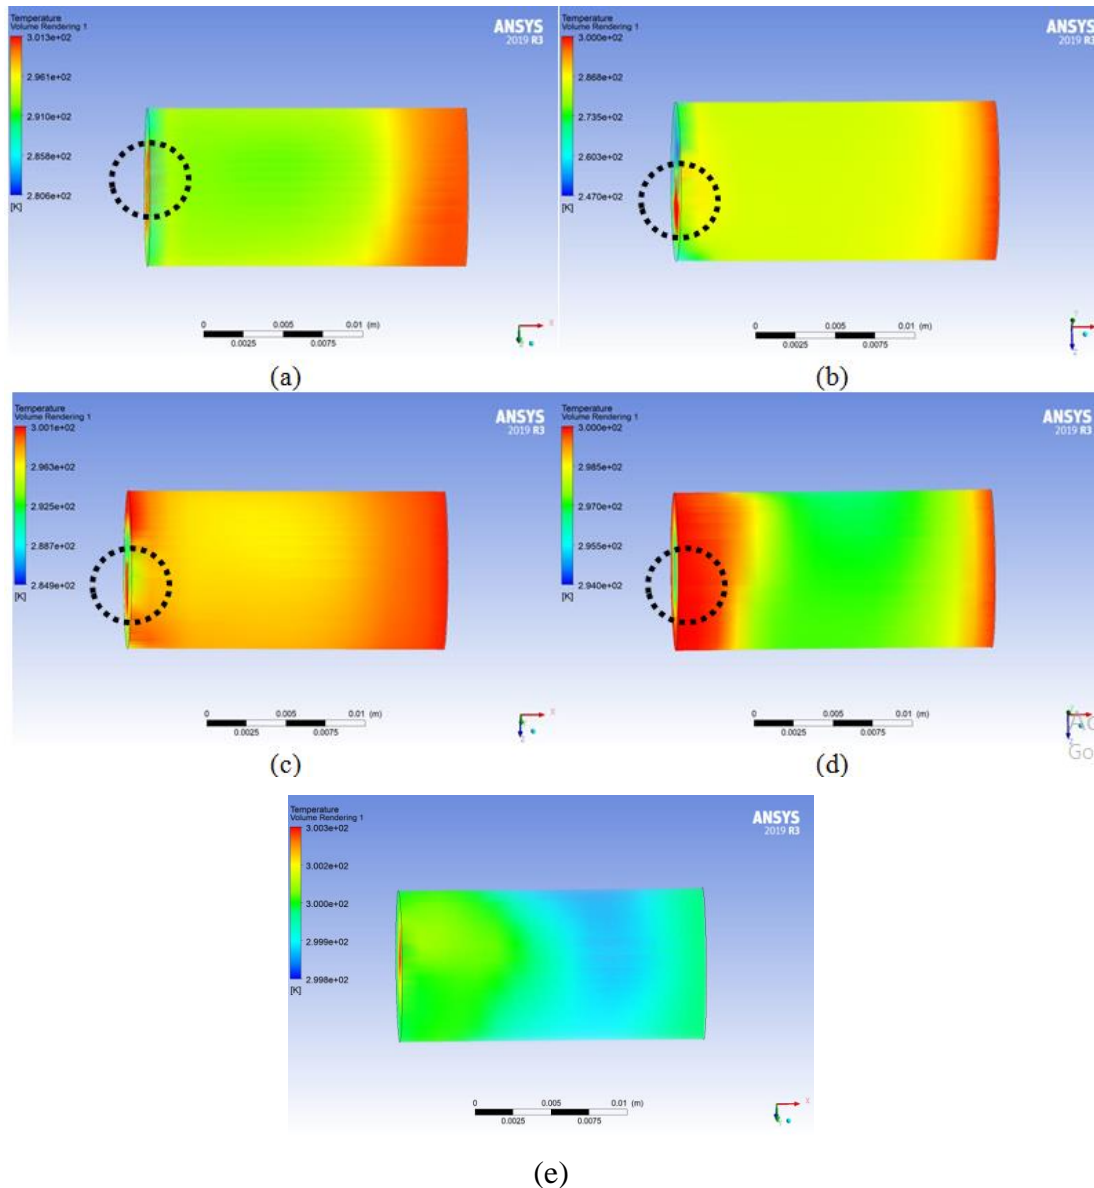 Temperature
Volume Rendering 1
3.013e+02
2.961e+02
2.910e+02
2.858e+02
2.806e+02
[K]
ANSYS
2019 R3
0 0.005 0.01 (m)
0.0025 0.0075
X
(a)
Temperature
Volume Rendering 1
3.000e+02
2.868e+02
2.735e+02
2.603e+02
2.470e+02
[K]
ANSYS
2019 R3
0 0.005 0.01 (m)
0.0025 0.0075
Y
Z
(b)
Temperature
Volume Rendering 1
3.001e+02
2.963e+02
2.925e+02
2.887e+02
2.849e+02
[K]
ANSYS
2019 R3
0 0.005 0.01 (m)
0.0025 0.0075
X
Z
(c)
Temperature
Volume Rendering 1
3.000e+02
2.985e+02
2.970e+02
2.955e+02
2.940e+02
[K]
ANSYS
2019 R3
0 0.005 0.01 (m)
0.0025 0.0075
Z
Ac
Go
(d)
Temperature
Volume Rendering 1
3.003e+02
3.002e+02
3.000e+02
2.999e+02
2.998e+02
[K]
ANSYS
2019 R3
0 0.005 0.01 (m)
0.0025 0.0075
X
(e)